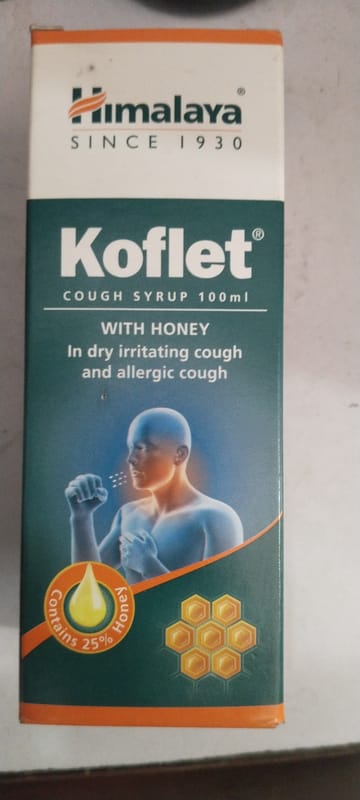 Himalaya®
SINCE 1930
Koflet®
COUGH SYRUP 100ml
WITH HONEY
In dry irritating cough
and allergic cough
Contains 25% Honey